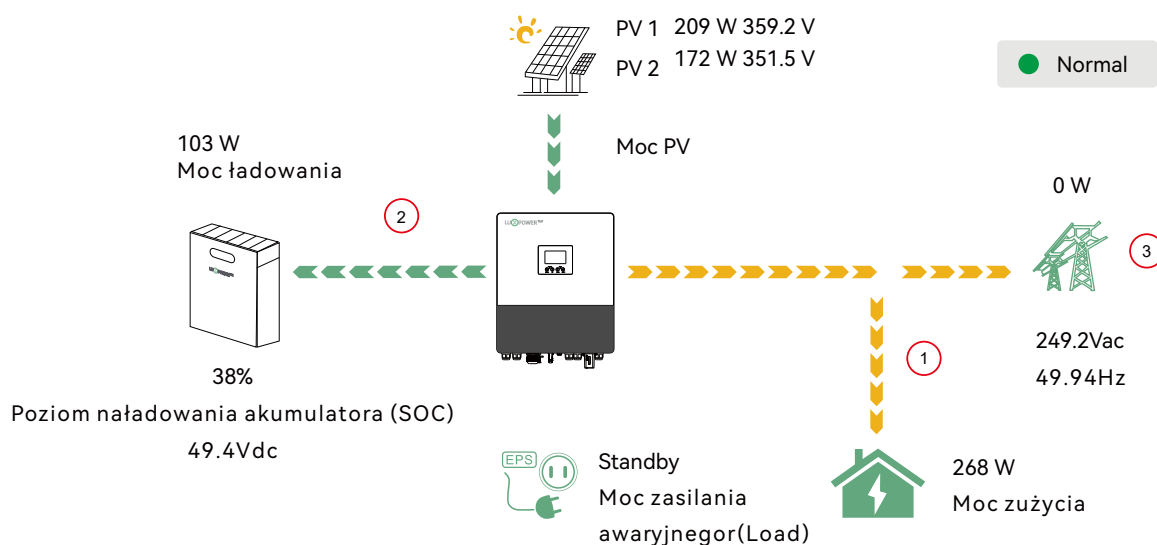 PV 1 209 W 359.2 V
PV 2 172 W 351.5 V
Normal
103 W
Moc ładowania
Moc PV
0 W
2
LUXPOWERTEK
3
249.2Vac
49.94Hz
1
38%
Poziom naładowania akumulatora (SOC)
49.4Vdc
EPS
Standby
Moc zasilania
awaryjnegor(Load)
268 W
Moc zużycia